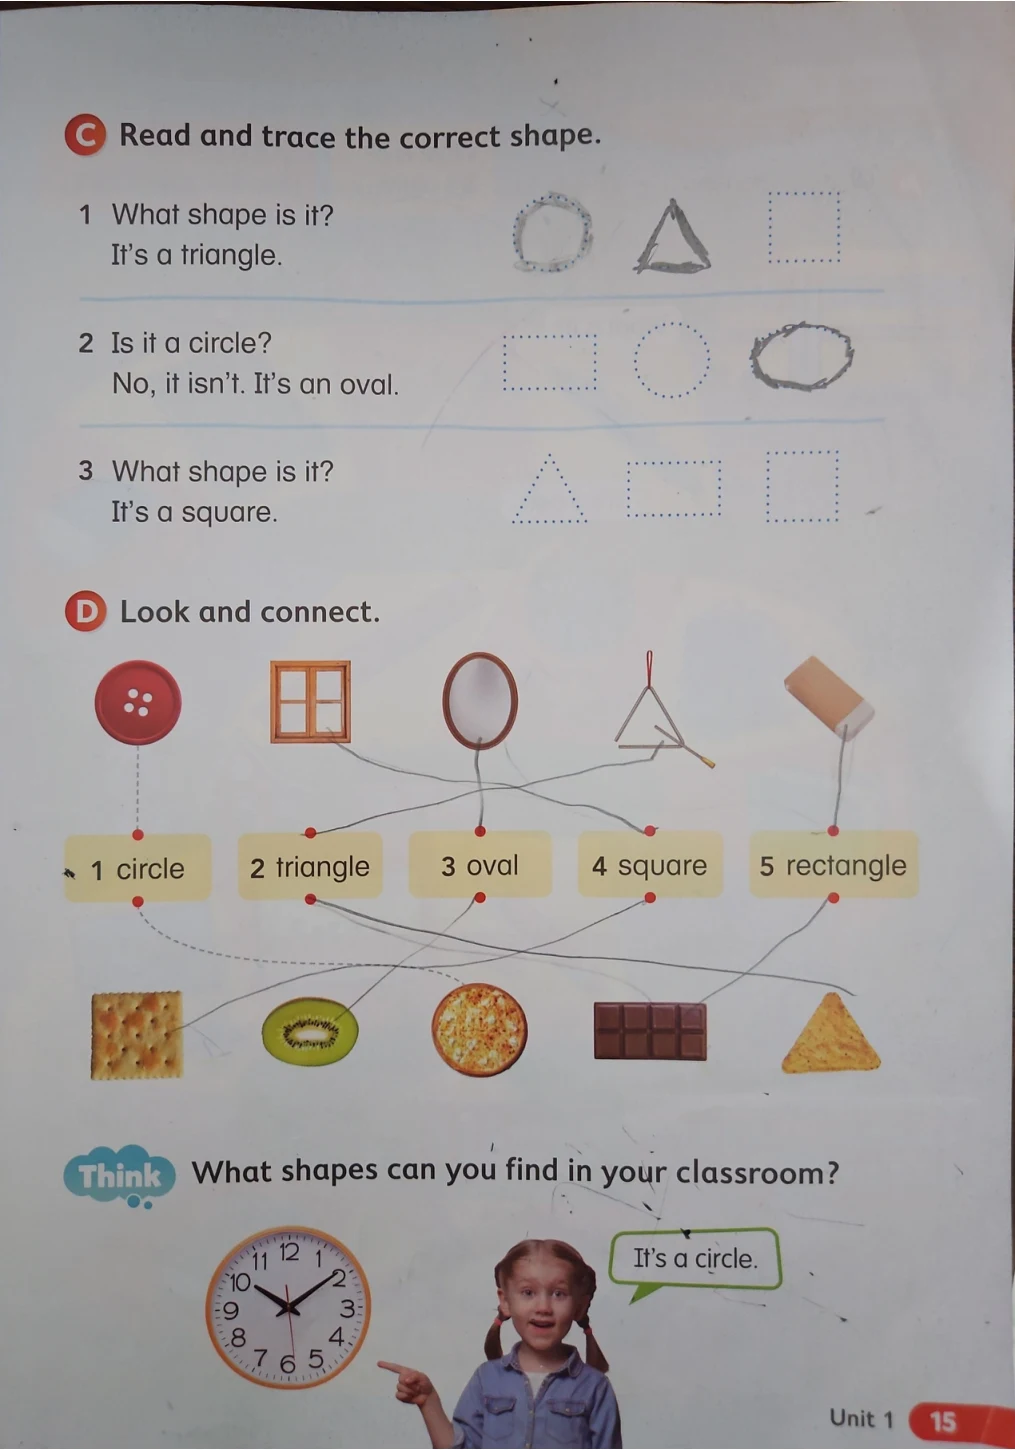 C Read and trace the correct shape.
1 What shape is it?
It's a triangle.
2 Is it a circle?
No, it isn't. It's an oval.
3 What shape is it?
It's a square.
D Look and connect.
1 circle 2 triangle 3 oval 4 square 5 rectangle
Think What shapes can you find in your classroom?
It's a circle.
12
11 1
10 2
9 3
8 4
7 6 5
Unit 1 15